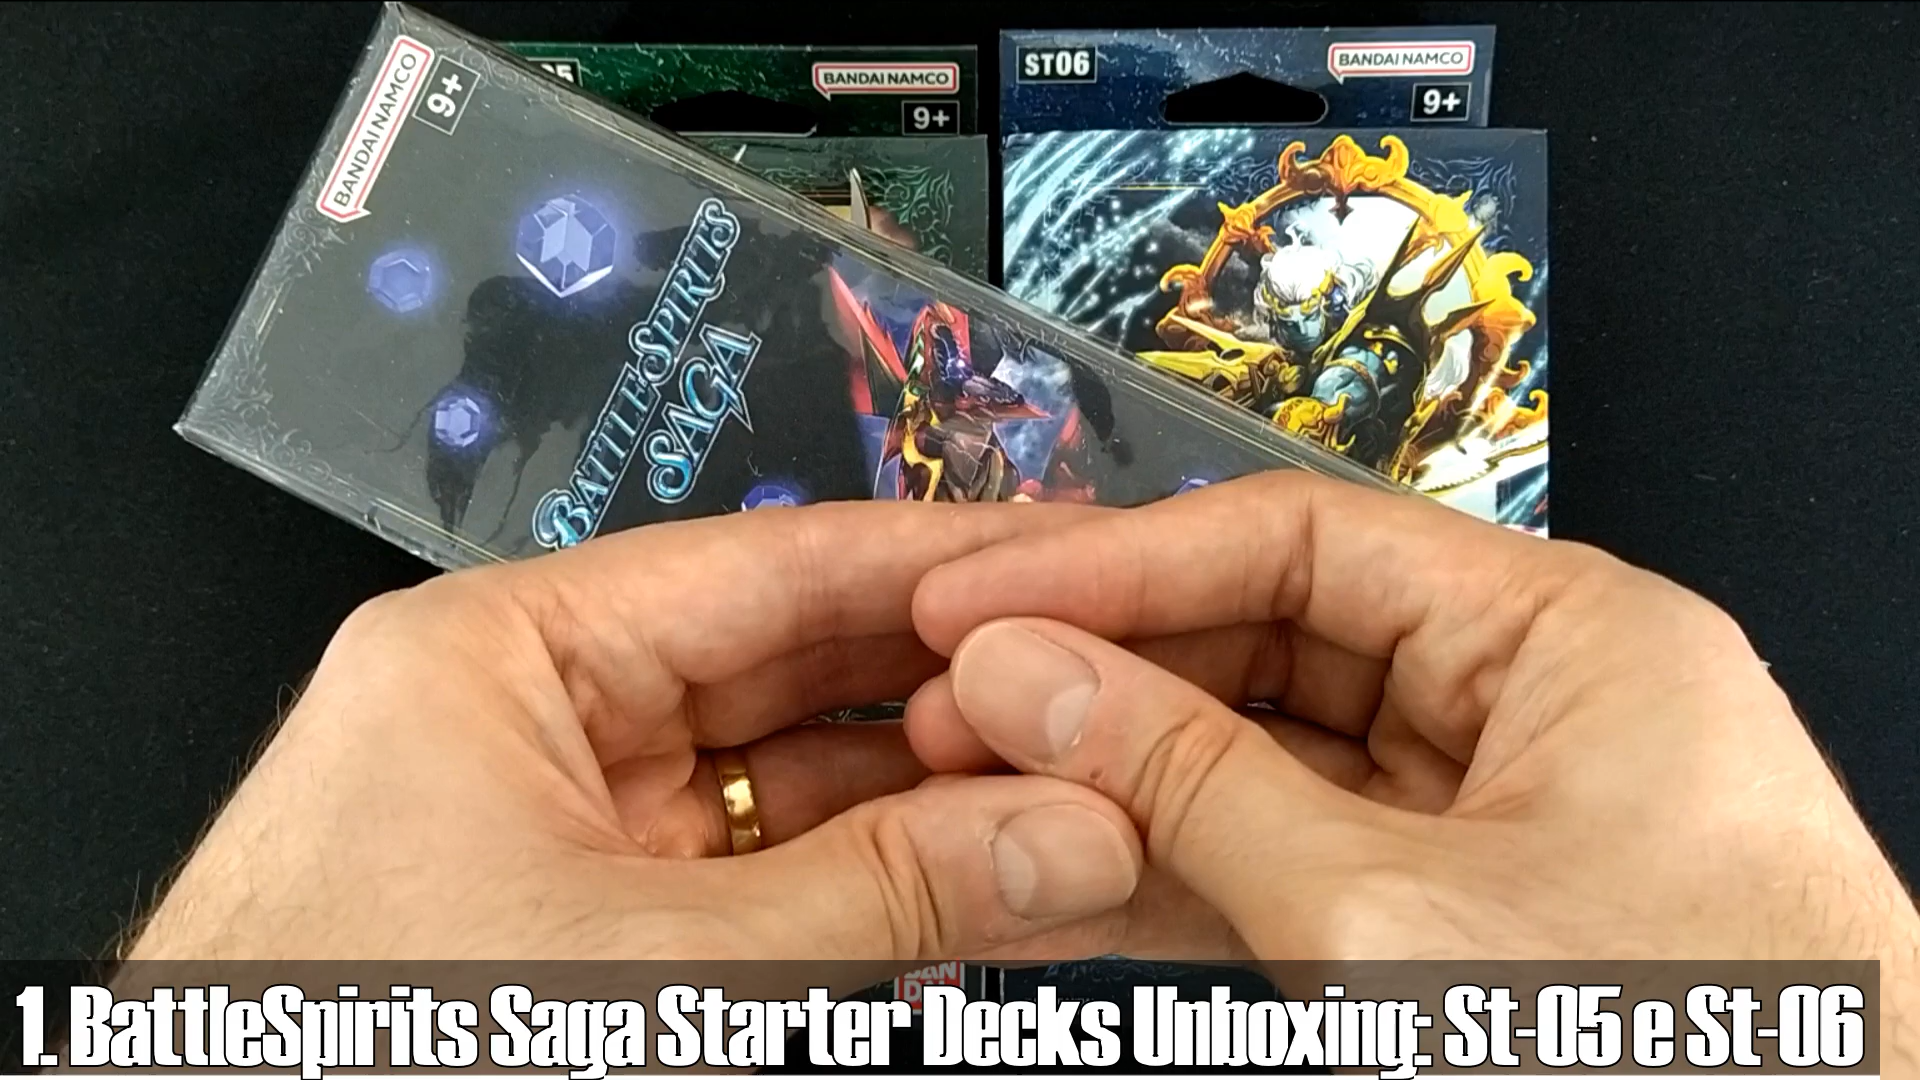 BANDAI NAMCO
9+
BATTLE SPIRITS
SAGA
BANDAI NAMCO
9+
ST06
BANDAI NAMCO
9+
1. BattleSpirits Saga Starter Decks Unboxing: St-05 e St-06